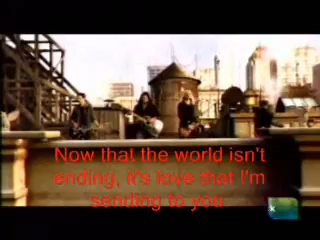 Now that the world isn't
ending, it's love that I'm
sending to you.